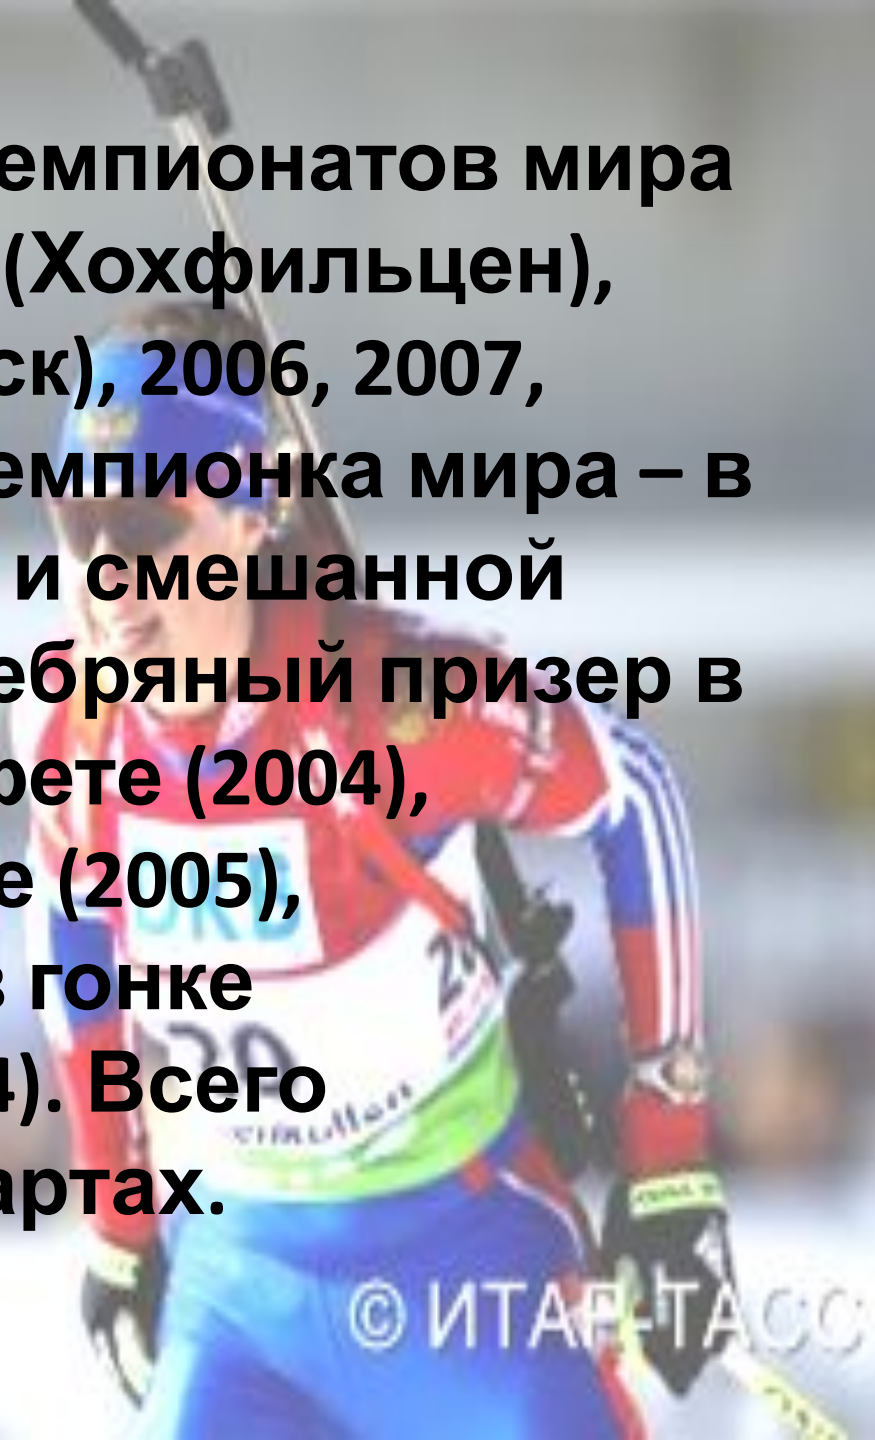 емпионатов мира
(Хохфильцен),
ск), 2006, 2007,
емпионка мира – в
и смешанной
ебряный призер в
рете (2004),
е (2005),
в гонке
4). Всего
артах.
© ИТАР-ТАСС